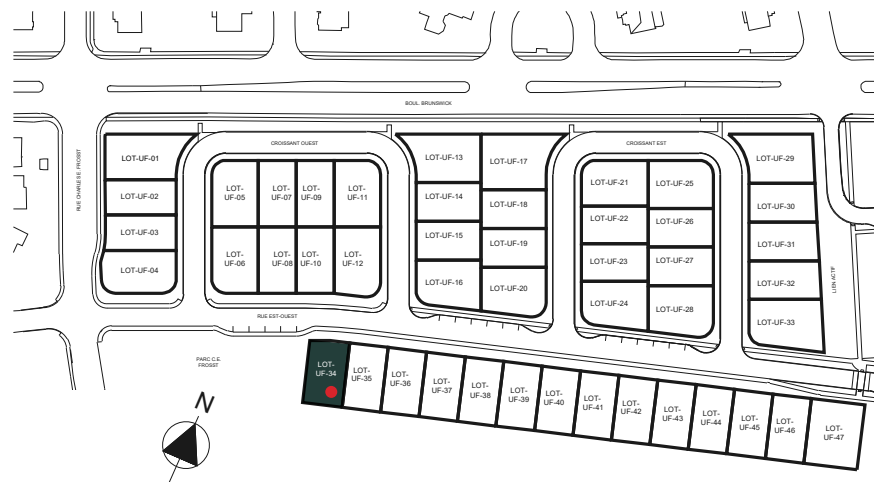 BOUL. BRUNSWICK
RUE CHARLES E. FROSST
CROISSANT OUEST
CROISSANT EST
LOT-UF-01
LOT-UF-02
LOT-UF-03
LOT-UF-04
LOT-
UF-05
LOT-
UF-07
LOT-
UF-09
LOT-
UF-11
LOT-
UF-06
LOT-
UF-08
LOT-
UF-10
LOT-
UF-12
LOT-UF-13
LOT-UF-14
LOT-UF-15
LOT-UF-16
LOT-UF-17
LOT-UF-18
LOT-UF-19
LOT-UF-20
LOT-UF-21
LOT-UF-22
LOT-UF-23
LOT-UF-24
LOT-UF-25
LOT-UF-26
LOT-UF-27
LOT-UF-28
LOT-UF-29
LOT-UF-30
LOT-UF-31
LOT-UF-32
LOT-UF-33
LIEN ACTIF
RUE EST-OUEST
PARC C.E.
FROSST
LOT-
UF-34
LOT-
UF-35
LOT-
UF-36
LOT-
UF-37
LOT-
UF-38
LOT-
UF-39
LOT-
UF-40
LOT-
UF-41
LOT-
UF-42
LOT-
UF-43
LOT-
UF-44
LOT-
UF-45
LOT-
UF-46
LOT-
UF-47
N